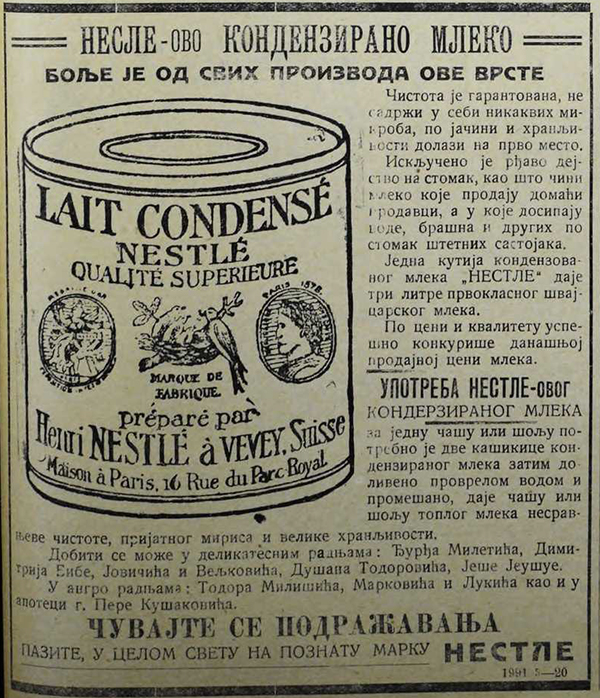 НЕСЛЕ-ОВО КОНДЕНЗИРАНО МЛЕКО
БОЉЕ ЈЕ ОД СВИХ ПРОИЗВОДА ОВЕ ВРСТЕ
LAIT CONDENSÉ
NESTLÉ
QUALITÉ SUPERIEURE
PARIS 1878
MARQUE DE
FABRIQUE
préparé par
Henri NESTLÉ à VEVEY, Suisse
Maison à Paris, 16 Rue du Parc Royal
Чистота је гарантована, не
садржи у себи никаквих ми-
кроба, по јачини и хранљи-
вости долази на прво место.
Искључено је рђаво деј-
ство на стомак, као што чини
млеко које продају домаћи
продавци, а у које досипају
воде, брашна и других по
стомак штетних састојака.
Једна кутија кондензова-
ног млека „НЕСТЛЕ“ даје
три литре првокласног швај-
царског млека.
По цени и квалитету успе-
шно конкурише данашњој
продајној цени млека.
УПОТРЕБА НЕСТЛЕ-ОВОГ
КОНДЕРЗИРАНОГ МЛЕКА
за једну чашу или шољу по-
требно је две кашикице кон-
дензираног млека затим до-
ливено проврелом водом и
промешано, даје чашу или
шољу топлог млека несрав-
њеве чистоте, пријатног мириса и велике хранљивости.
Добити се може у деликатесним радњама: Ђурђа Милетића, Дими-
трија Бибе, Јовичића и Вељковића, Душана Тодоровића, Јеше Јеушуе.
У ангро радњама: Тодора Милишића, Марковића и Лукића као и у
апотеци г. Пере Кушаковића.
ЧУВАЈТЕ СЕ ПОДРАЖАВАЊА
ПАЗИТЕ, У ЦЕЛОМ СВЕТУ НА ПОЗНАТУ МАРКУ НЕСТЛЕ
1991 5—20